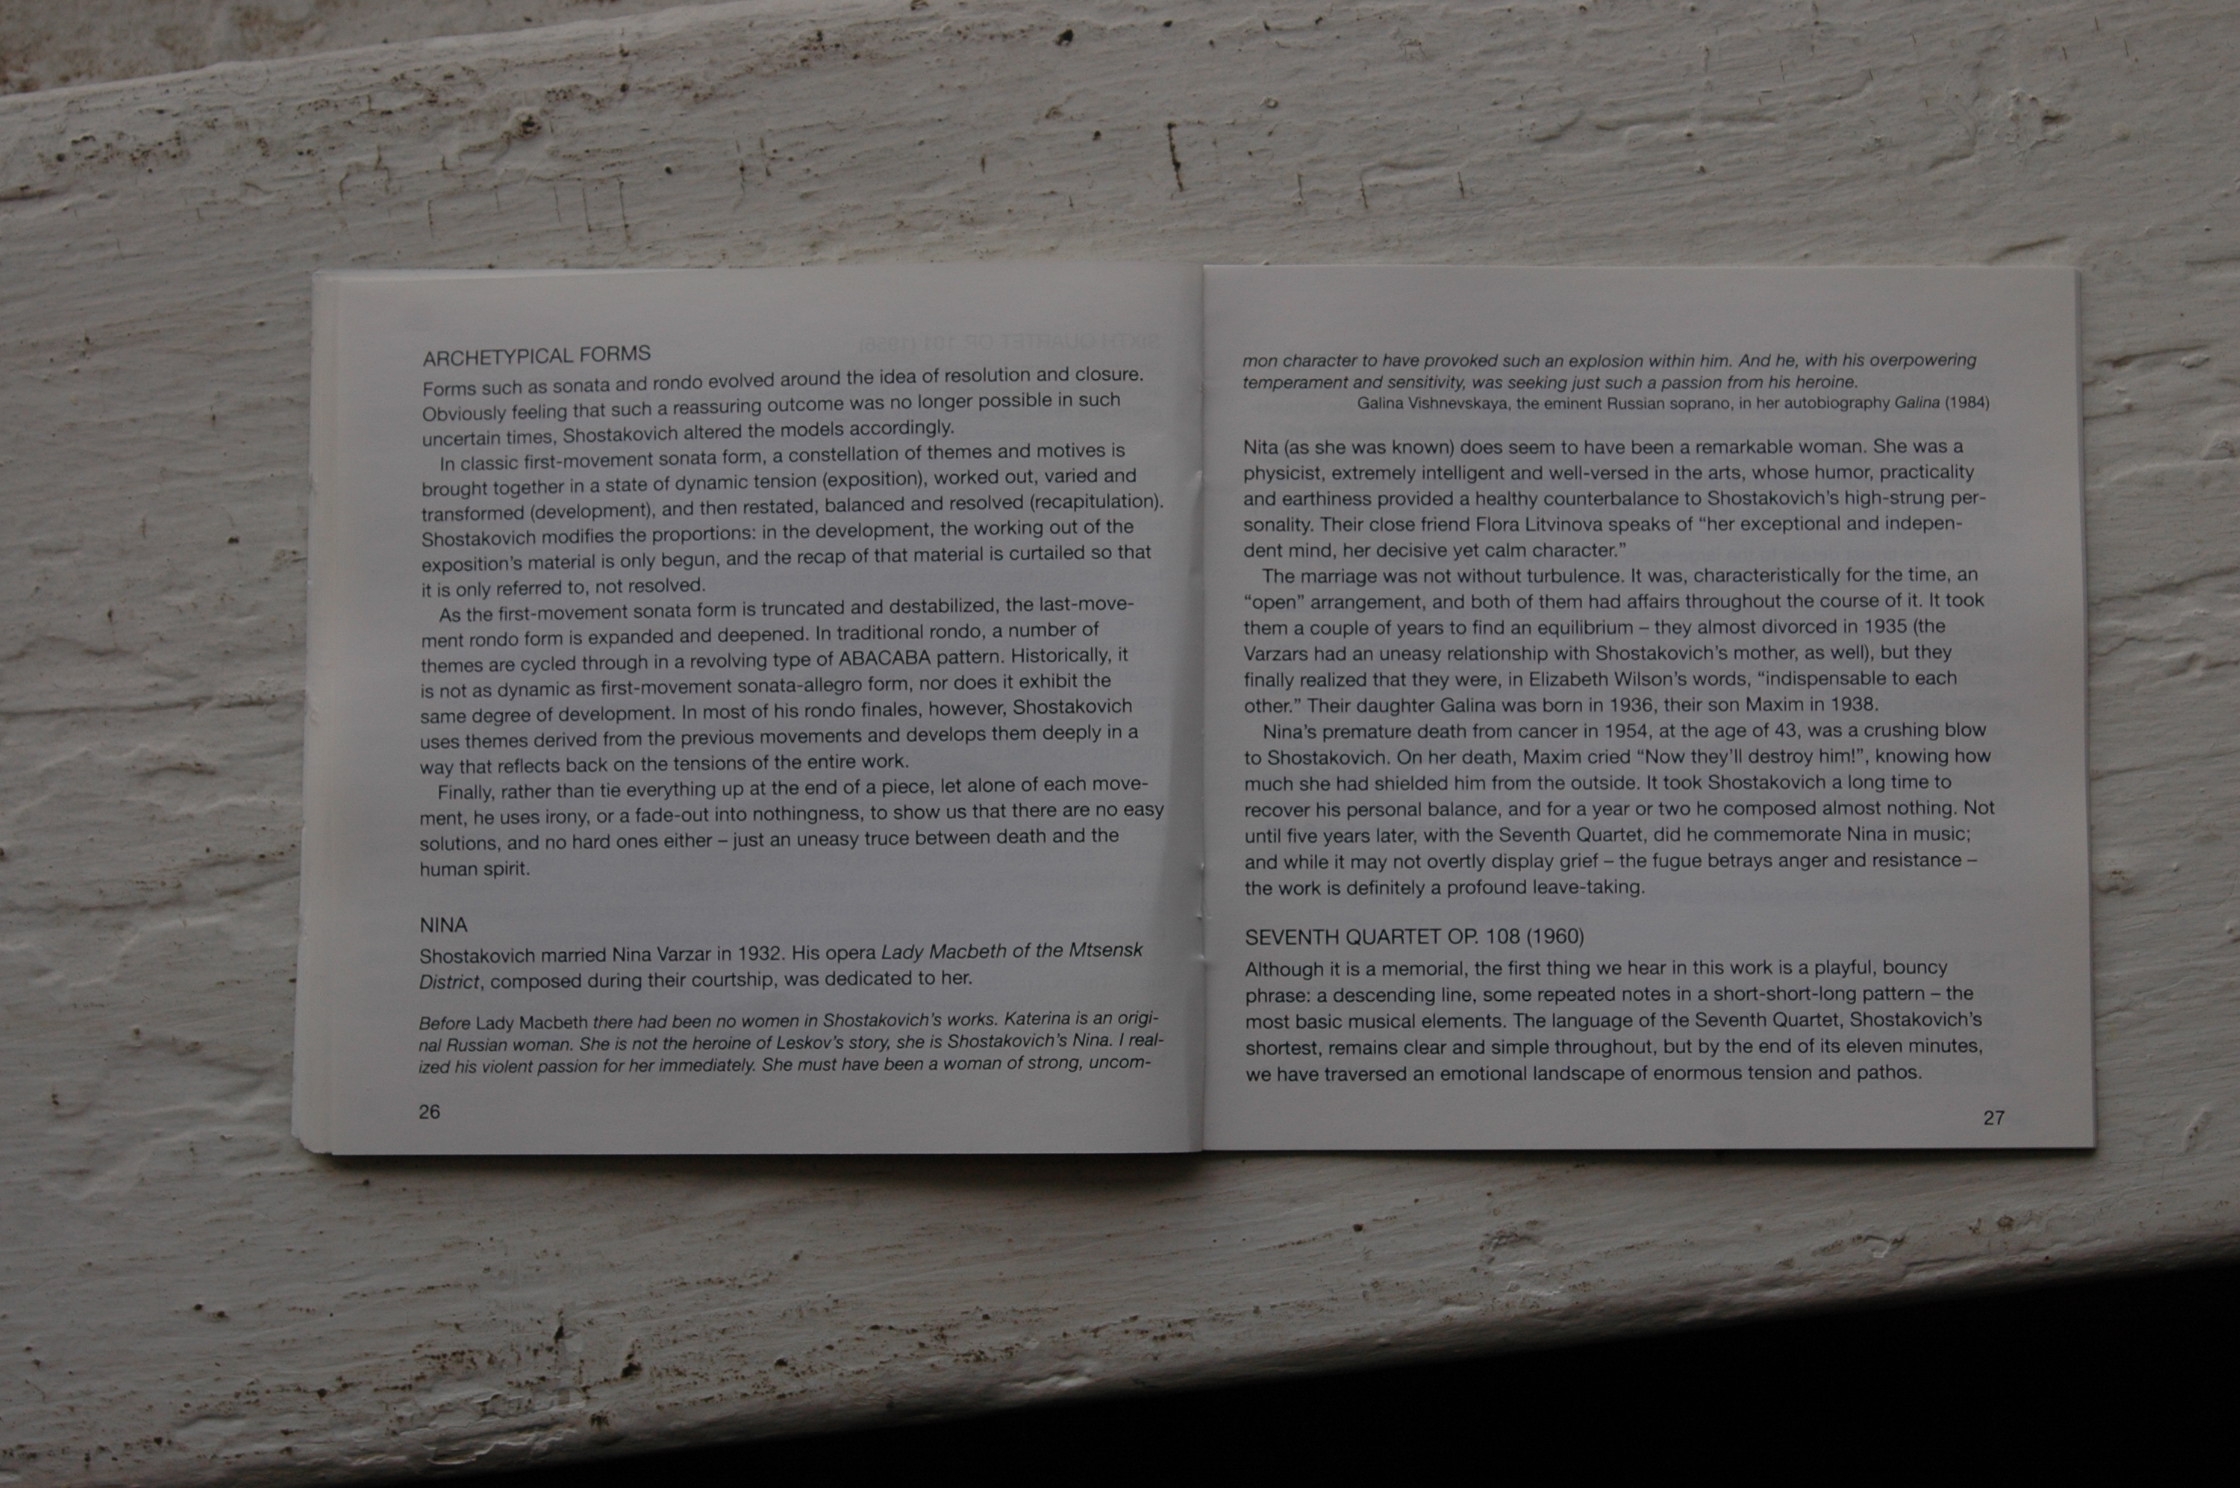 ARCHETYPICAL FORMS
Forms such as sonata and rondo evolved around the idea of resolution and closure.
Obviously feeling that such a reassuring outcome was no longer possible in such
uncertain times, Shostakovich altered the models accordingly.
In classic first-movement sonata form, a constellation of themes and motives is
brought together in a state of dynamic tension (exposition), worked out, varied and
transformed (development), and then restated, balanced and resolved (recapitulation).
Shostakovich modifies the proportions: in the development, the working out of the
exposition's material is only begun, and the recap of that material is curtailed so that
it is only referred to, not resolved.
As the first-movement sonata form is truncated and destabilized, the last-move-
ment rondo form is expanded and deepened. In traditional rondo, a number of
themes are cycled through in a revolving type of ABACABA pattern. Historically, it
is not as dynamic as first-movement sonata-allegro form, nor does it exhibit the
same degree of development. In most of his rondo finales, however, Shostakovich
uses themes derived from the previous movements and develops them deeply in a
way that reflects back on the tensions of the entire work.
Finally, rather than tie everything up at the end of a piece, let alone of each move-
ment, he uses irony, or a fade-out into nothingness, to show us that there are no easy
solutions, and no hard ones either – just an uneasy truce between death and the
human spirit.
NINA
Shostakovich married Nina Varzar in 1932. His opera Lady Macbeth of the Mtsensk
District, composed during their courtship, was dedicated to her.
Before Lady Macbeth there had been no women in Shostakovich's works. Katerina is an origi-
nal Russian woman. She is not the heroine of Leskov's story, she is Shostakovich's Nina. I real-
ized his violent passion for her immediately. She must have been a woman of strong, uncom-
26
mon character to have provoked such an explosion within him. And he, with his overpowering
temperament and sensitivity, was seeking just such a passion from his heroine.
Galina Vishnevskaya, the eminent Russian soprano, in her autobiography Galina (1984)
Nita (as she was known) does seem to have been a remarkable woman. She was a
physicist, extremely intelligent and well-versed in the arts, whose humor, practicality
and earthiness provided a healthy counterbalance to Shostakovich's high-strung per-
sonality. Their close friend Flora Litvinova speaks of “her exceptional and indepen-
dent mind, her decisive yet calm character.”
The marriage was not without turbulence. It was, characteristically for the time, an
“open” arrangement, and both of them had affairs throughout the course of it. It took
them a couple of years to find an equilibrium – they almost divorced in 1935 (the
Varzars had an uneasy relationship with Shostakovich's mother, as well), but they
finally realized that they were, in Elizabeth Wilson's words, “indispensable to each
other.” Their daughter Galina was born in 1936, their son Maxim in 1938.
Nina's premature death from cancer in 1954, at the age of 43, was a crushing blow
to Shostakovich. On her death, Maxim cried “Now they'll destroy him!”, knowing how
much she had shielded him from the outside. It took Shostakovich a long time to
recover his personal balance, and for a year or two he composed almost nothing. Not
until five years later, with the Seventh Quartet, did he commemorate Nina in music;
and while it may not overtly display grief – the fugue betrays anger and resistance –
the work is definitely a profound leave-taking.
SEVENTH QUARTET OP. 108 (1960)
Although it is a memorial, the first thing we hear in this work is a playful, bouncy
phrase: a descending line, some repeated notes in a short-short-long pattern – the
most basic musical elements. The language of the Seventh Quartet, Shostakovich's
shortest, remains clear and simple throughout, but by the end of its eleven minutes,
we have traversed an emotional landscape of enormous tension and pathos.
27